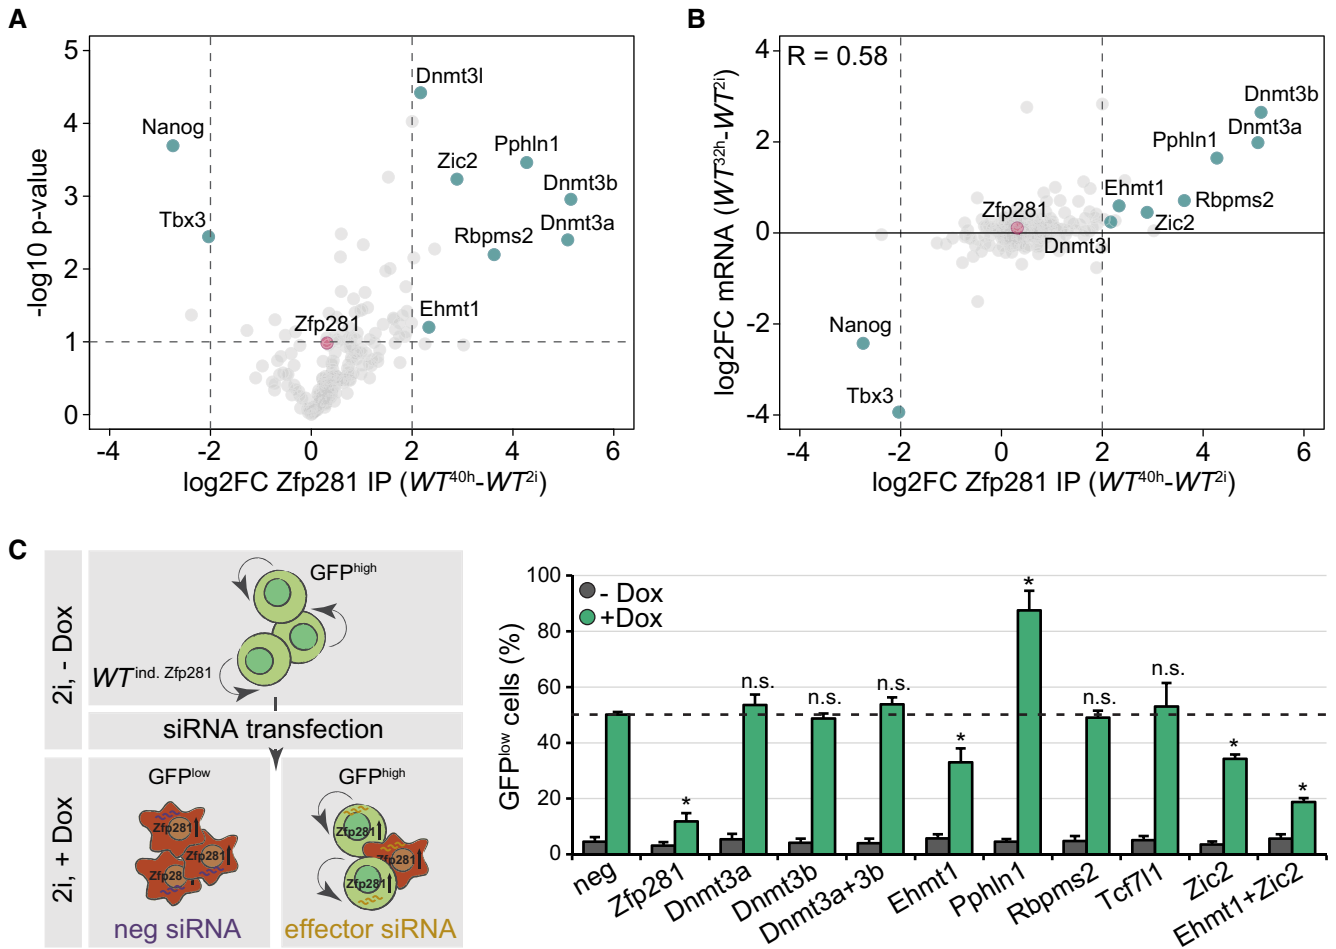 A
-log10 p-value
5
4
3
2
1
0
Dnmt3l
Nanog
Pphln1
Zic2
Dnmt3b
Tbx3
Dnmt3a
Rbpms2
Ehmt1
Zfp281
-4 -2 0 2 4 6
log2FC Zfp281 IP (WT40h-WT2i)
B
log2FC mRNA (WT32h-WT2i)
4
2
0
-2
-4
R = 0.58
Dnmt3b
Dnmt3a
Pphln1
Ehmt1
Rbpms2
Zfp281
Zic2
Dnmt3l
Nanog
Tbx3
-4 -2 0 2 4 6
log2FC Zfp281 IP (WT40h-WT2i)
C
2i, - Dox
GFPhigh
WTind. Zfp281
siRNA transfection
2i, + Dox
GFPlow
Zfp281
Zfp281
Zfp28
neg siRNA
GFPhigh
Zfp281
Zfp281
Zfp281
effector siRNA
GFPlow cells (%)
100
80
60
40
20
0
- Dox
+Dox
*
n.s.
n.s.
n.s.
*
*
n.s.
n.s.
*
*
neg
Zfp281
Dnmt3a
Dnmt3b
Dnmt3a+3b
Ehmt1
Pphln1
Rbpms2
Tcf7l1
Zic2
Ehmt1+Zic2